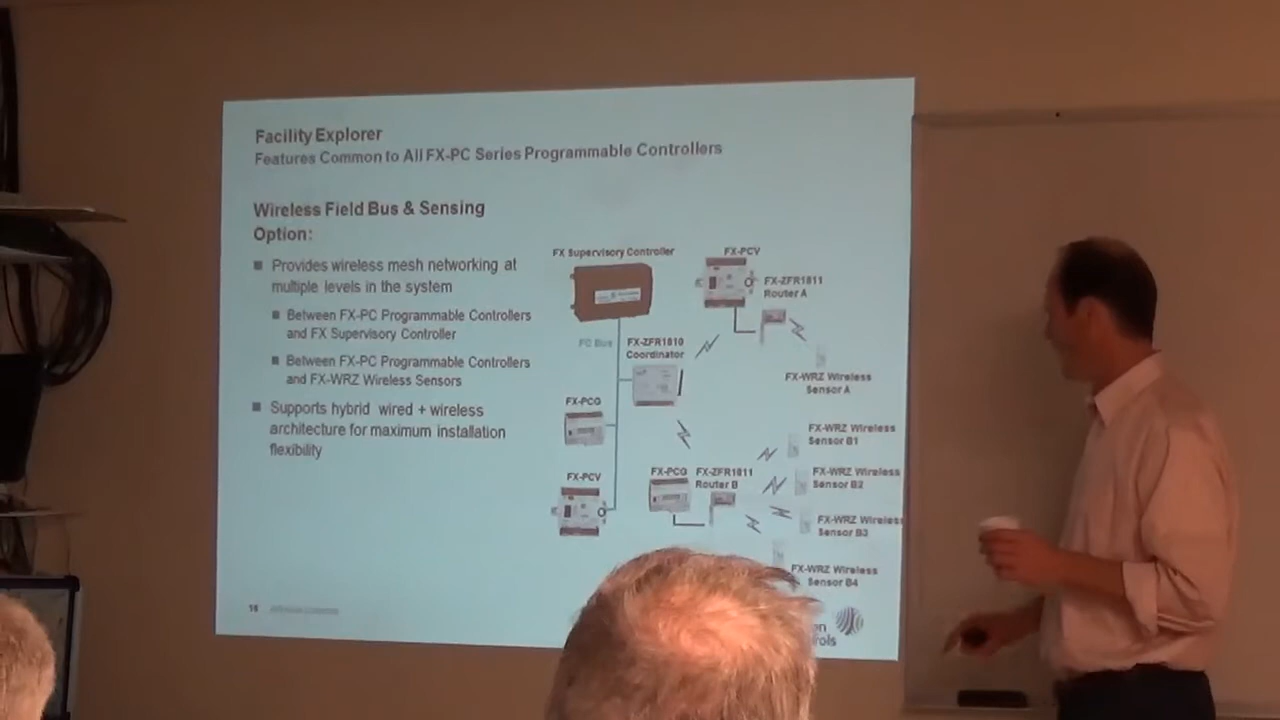 Facility Explorer
Features Common to All FX-PC Series Programmable Controllers
Wireless Field Bus & Sensing
Option:
Provides wireless mesh networking at
multiple levels in the system
Between FX-PC Programmable Controllers
and FX Supervisory Controller
Between FX-PC Programmable Controllers
and FX-WRZ Wireless Sensors
Supports hybrid wired + wireless
architecture for maximum installation
flexibility
FX Supervisory Controller
FX-PCV
FX-ZFR1811
Router A
FC Bus
FX-ZFR1810
Coordinator
FX-WRZ Wireless
Sensor A
FX-PCG
FX-WRZ Wireless
Sensor B1
FX-PCV
FX-PCG
FX-ZFR1811
Router B
FX-WRZ Wireless
Sensor B2
FX-WRZ Wireless
Sensor B3
FX-WRZ Wireless
Sensor B4
16